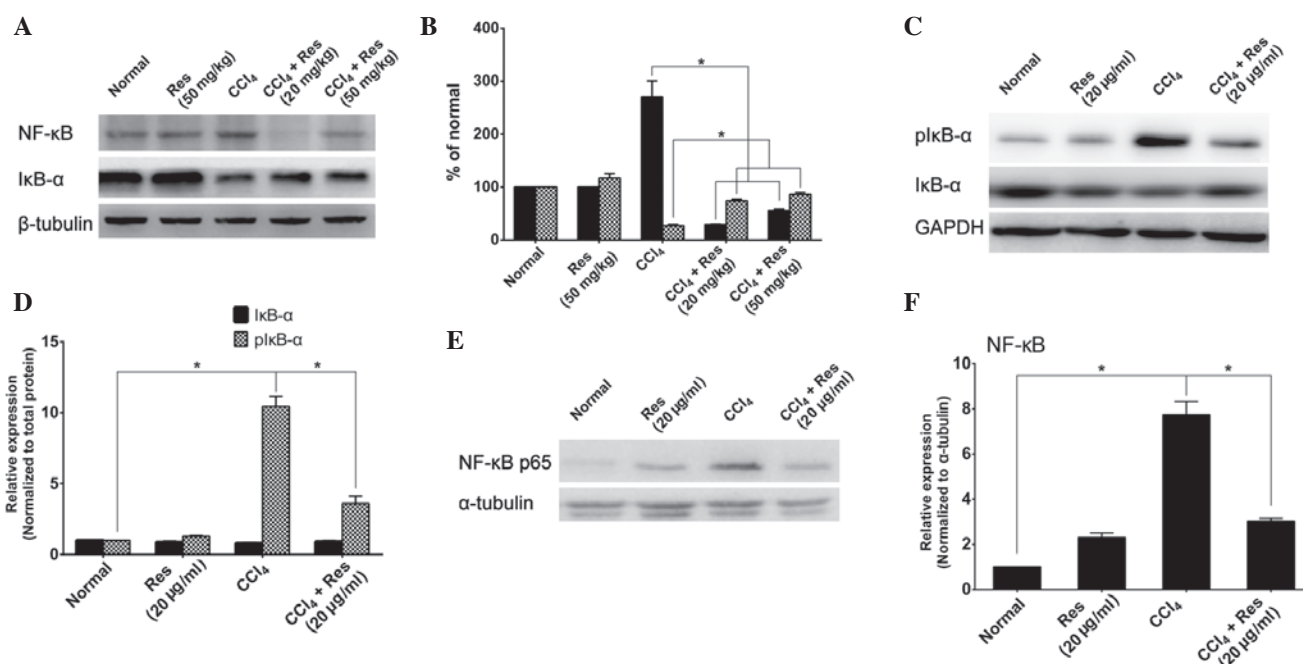 A
Normal
Res
(50 mg/kg)
CCl₄
CCl₄ + Res
(20 mg/kg)
CCl₄ + Res
(50 mg/kg)
NF-κB
IκB-α
β-tubulin
B
% of normal
400
300
200
100
0
*
*
Normal
Res
(50 mg/kg)
CCl₄
CCl₄ + Res
(20 mg/kg)
CCl₄ + Res
(50 mg/kg)
C
Normal
Res
(20 µg/ml)
CCl₄
CCl₄ + Res
(20 µg/ml)
pIκB-α
IκB-α
GAPDH
D
IκB-α
pIκB-α
Relative expression
(Normalized to total protein)
15
10
5
0
*
*
Normal
Res
(20 µg/ml)
CCl₄
CCl₄ + Res
(20 µg/ml)
E
Normal
Res
(20 µg/ml)
CCl₄
CCl₄ + Res
(20 µg/ml)
NF-κB p65
α-tubulin
F
NF-κB
Relative expression
(Normalized to α-tubulin)
10
8
6
4
2
0
*
*
Normal
Res
(20 µg/ml)
CCl₄
CCl₄ + Res
(20 µg/ml)